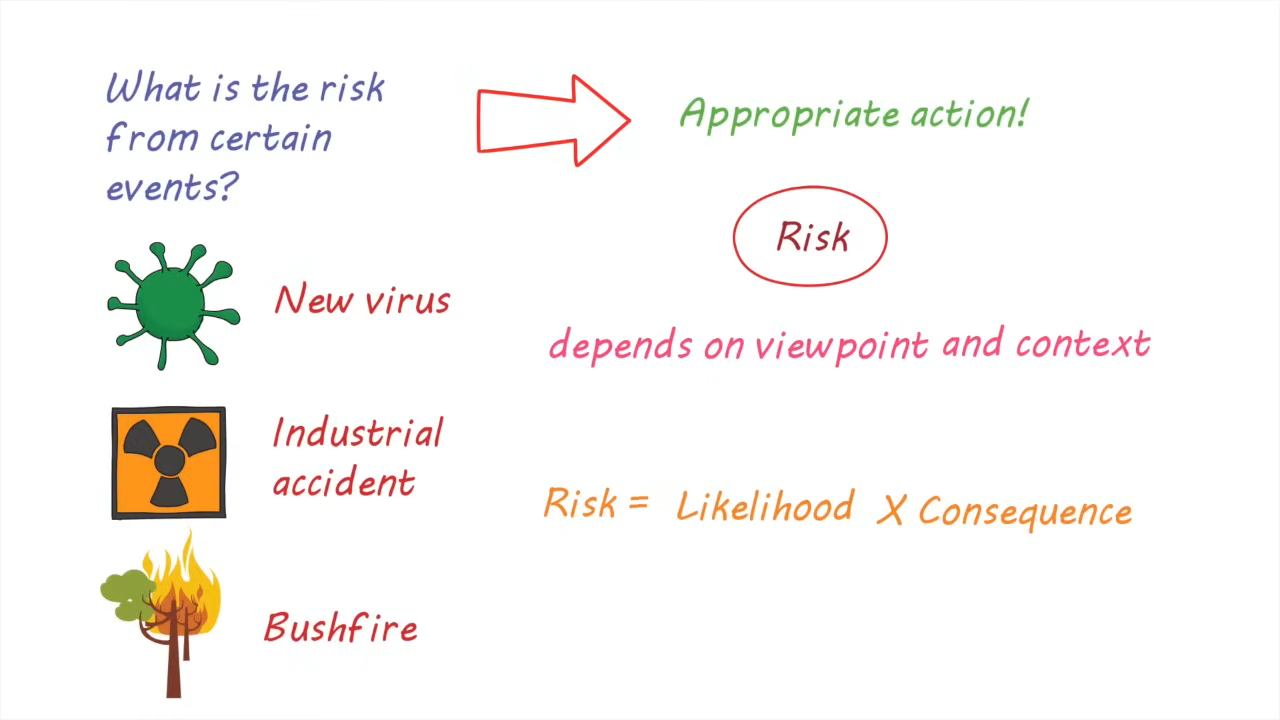 What is the risk
from certain
events?
Appropriate action!
Risk
New virus
depends on viewpoint and context
Industrial
accident
Risk = Likelihood X Consequence
Bushfire